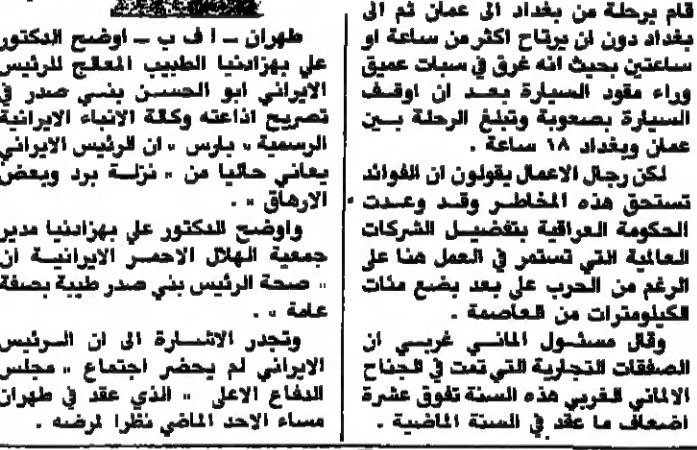 قام برحلة من بغداد الى عمان ثم الى
بغداد دون ان يرتاح اكثر من ساعة او
ساعتين بحيث انه غرق في سبات عميق
وراء مقود السيارة بعد ان اوقف
السيارة بصعوبة وتبلغ الرحلة بين
عمان وبغداد ١٨ ساعة .
لكن رجال الاعمال يقولون ان الفوائد
تستحق هذه المخاطر وقد وعدت
الحكومة العراقية بتفضيل الشركات
العالمية التي تستمر في العمل هنا على
الرغم من الحرب على بعد بضع مئات
الكيلومترات من العاصمة .
وقال مسئول الماني غربي ان
الصفقات التجارية التي تمت في الجناح
الالماني الغربي هذه السنة تفوق عشرة
اضعاف ما عقد في السنة الماضية .
طهران ــ ا ف ب ــ اوضح الدكتور
علي بهزادنيا الطبيب المعالج للرئيس
الايراني ابو الحسن بني صدر في
تصريح اذاعته وكالة الانباء الايرانية
الرسمية « بارس » ان الرئيس الايراني
يعاني حاليا من « نزلة برد وبعض
الارهاق » .
واوضح الدكتور علي بهزادنيا مدير
جمعية الهلال الاحمر الايرانية ان
« صحة الرئيس بني صدر طيبة بصفة
عامة » .
وتجدر الاشارة الى ان الرئيس
الايراني لم يحضر اجتماع « مجلس
الدفاع الاعلى » الذي عقد في طهران
مساء الاحد الماضي نظرا لمرضه .